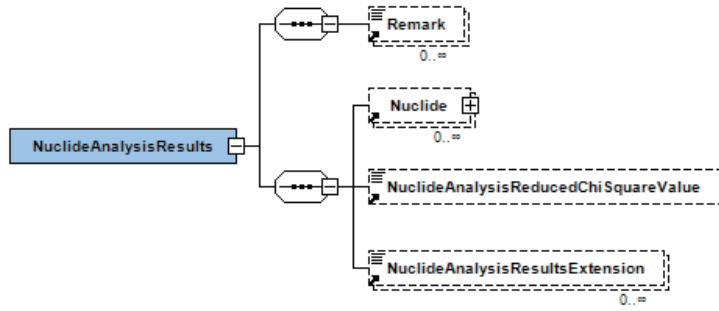 Remark
0..∞
Nuclide
0..∞
NuclideAnalysisResults
NuclideAnalysisReducedChiSquareValue
NuclideAnalysisResultsExtension
0..∞